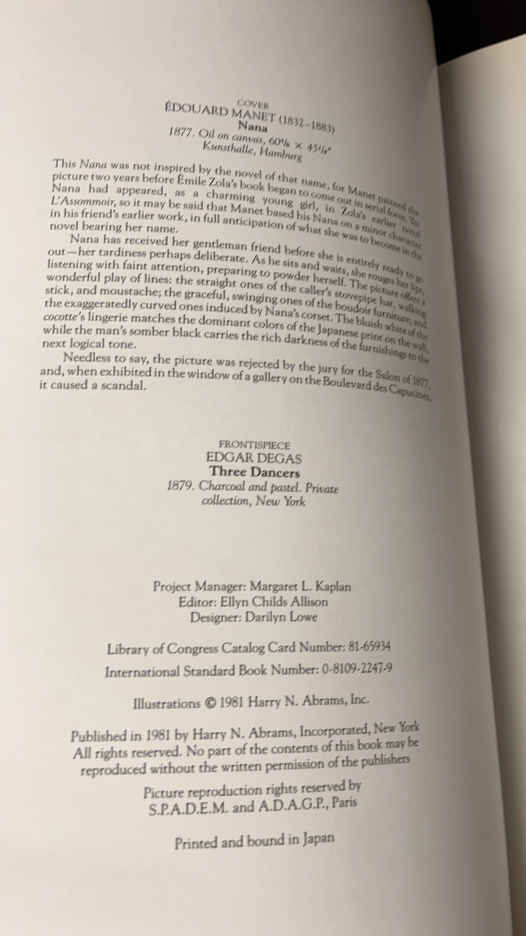 COVER
ÉDOUARD MANET (1832–1883)
Nana
1877. Oil on canvas, 60⅝ × 45¼"
Kunsthalle, Hamburg
This Nana was not inspired by the novel of that name, for Manet painted the
picture two years before Émile Zola's book began to come out in serial form. Yet
Nana had appeared, as a charming young girl, in Zola's earlier novel
L'Assommoir, so it may be said that Manet based his Nana on a minor character
in his friend's earlier work, in full anticipation of what she was to become in the
novel bearing her name.
Nana has received her gentleman friend before she is entirely ready to go
out—her tardiness perhaps deliberate. As he sits and waits, she rouges her lips,
listening with faint attention, preparing to powder herself. The picture offers a
wonderful play of lines: the straight ones of the caller's stovepipe hat, walking
stick, and moustache; the graceful, swinging ones of the boudoir furniture; and
the exaggeratedly curved ones induced by Nana's corset. The bluish white of the
cocotte's lingerie matches the dominant colors of the Japanese print on the wall,
while the man's somber black carries the rich darkness of the furnishings to the
next logical tone.
Needless to say, the picture was rejected by the jury for the Salon of 1877,
and, when exhibited in the window of a gallery on the Boulevard des Capucines,
it caused a scandal.
FRONTISPIECE
EDGAR DEGAS
Three Dancers
1879. Charcoal and pastel. Private
collection, New York
Project Manager: Margaret L. Kaplan
Editor: Ellyn Childs Allison
Designer: Darilyn Lowe
Library of Congress Catalog Card Number: 81-65934
International Standard Book Number: 0-8109-2247-9
Illustrations © 1981 Harry N. Abrams, Inc.
Published in 1981 by Harry N. Abrams, Incorporated, New York
All rights reserved. No part of the contents of this book may be
reproduced without the written permission of the publishers
Picture reproduction rights reserved by
S.P.A.D.E.M. and A.D.A.G.P., Paris
Printed and bound in Japan